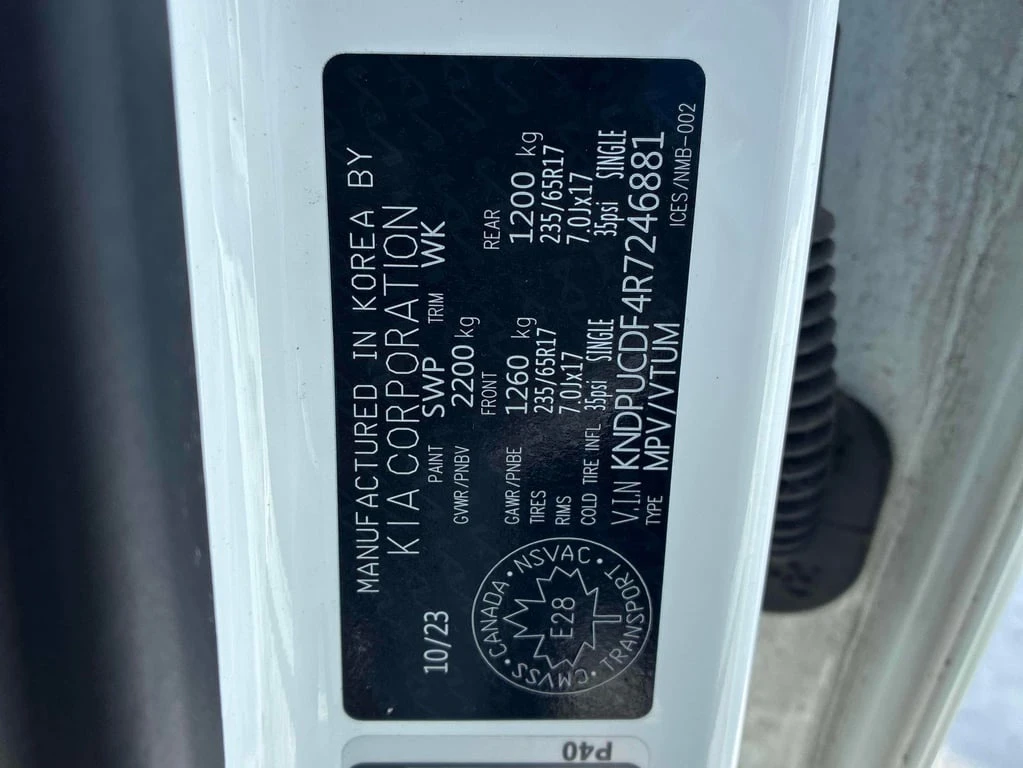 MANUFACTURED IN KOREA BY
KIA CORPORATION
10/23 PAINT SWP TRIM WK
GVWR/PNBV 2200 kg
FRONT REAR
GAWR/PNBE 1260 kg 1200 kg
TIRES 235/65R17 235/65R17
RIMS 7.0Jx17 7.0Jx17
COLD TIRE INFL 35psi SINGLE 35psi SINGLE
V.I.N KNDPUCDF4R7246881
TYPE MPV/VTUM
ICES/NMB-002
CMVSS • CANADA • NSVAC • TRANSPORT •
E28
P40